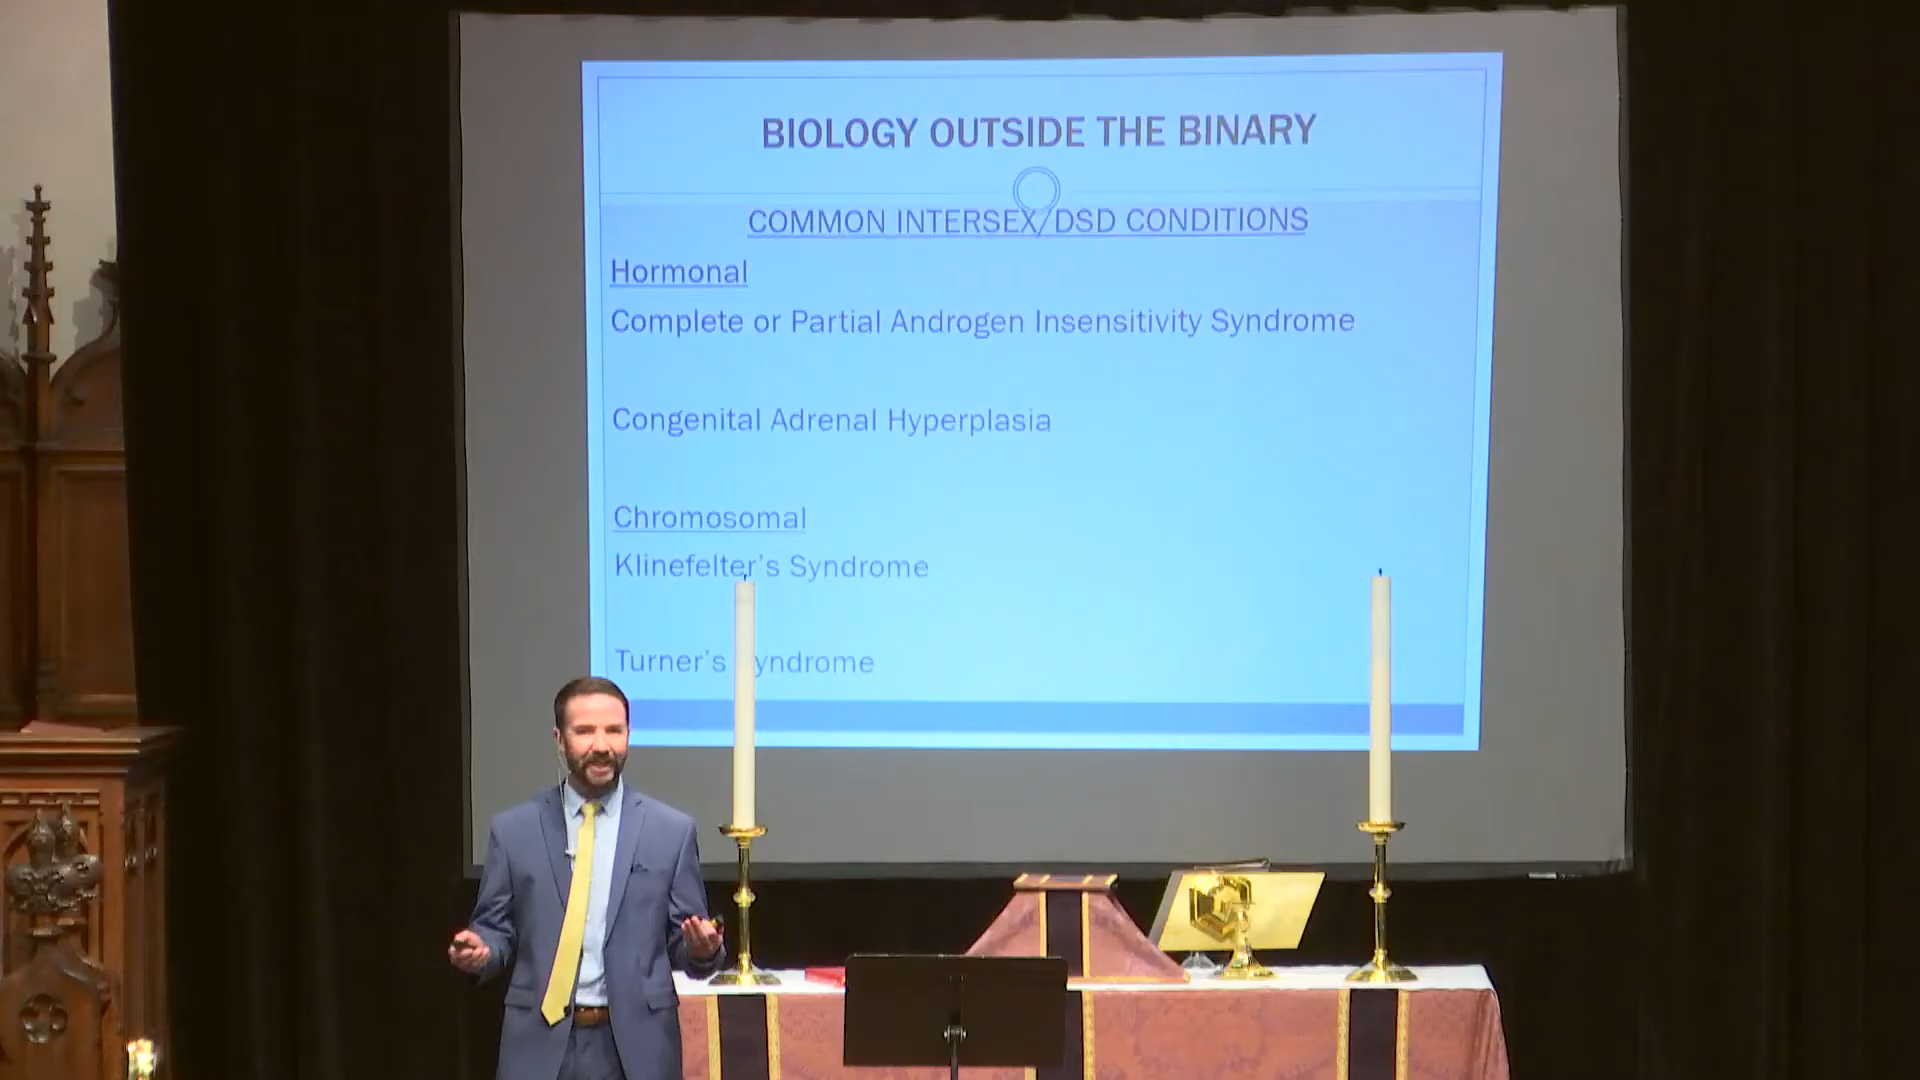 BIOLOGY OUTSIDE THE BINARY
COMMON INTERSEX/DSD CONDITIONS
Hormonal
Complete or Partial Androgen Insensitivity Syndrome
Congenital Adrenal Hyperplasia
Chromosomal
Klinefelter's Syndrome
Turner's Syndrome